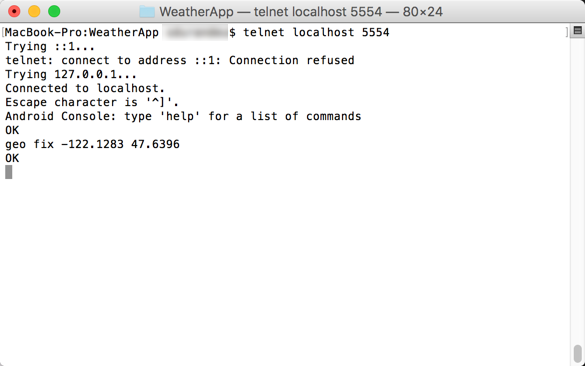 WeatherApp — telnet localhost 5554 — 80×24
[MacBook-Pro:WeatherApp $ telnet localhost 5554 ]
Trying ::1...
telnet: connect to address ::1: Connection refused
Trying 127.0.0.1...
Connected to localhost.
Escape character is '^]'.
Android Console: type 'help' for a list of commands
OK
geo fix -122.1283 47.6396
OK